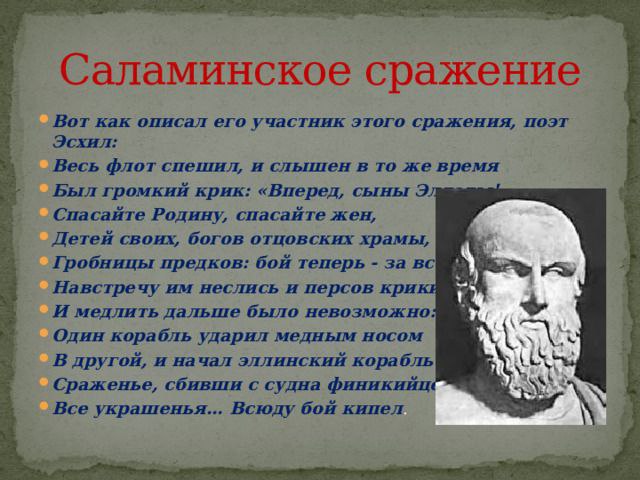 Саламинское сражение
Вот как описал его участник этого сражения, поэт
Эсхил:
Весь флот спешил, и слышен в то же время
Был громкий крик: «Вперед, сыны
Спасайте Родину, спасайте жен,
Детей своих, богов отцовских храмы,
Гробницы предков: бой теперь - за
Навстречу им неслись и персов крики
И медлить дальше было невозможно:
Один корабль ударил медным носом
В другой, и начал эллинский корабль
Сраженье, сбивши с судна
Все украшенья... Всюду бой кипел.